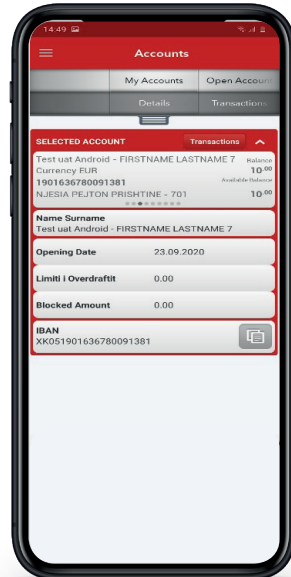 14:49
Accounts
My Accounts Open Accoun
Details Transactions
SELECTED ACCOUNT Transactions
Test uat Android - FIRSTNAME LASTNAME 7 Balance
Currency EUR 10.00
1901636780091381 Available Balance
NJESIA PEJTON PRISHTINE - 701 10.00
Name Surname
Test uat Android - FIRSTNAME LASTNAME 7
Opening Date 23.09.2020
Limiti i Overdraftit 0.00
Blocked Amount 0.00
IBAN
XK051901636780091381